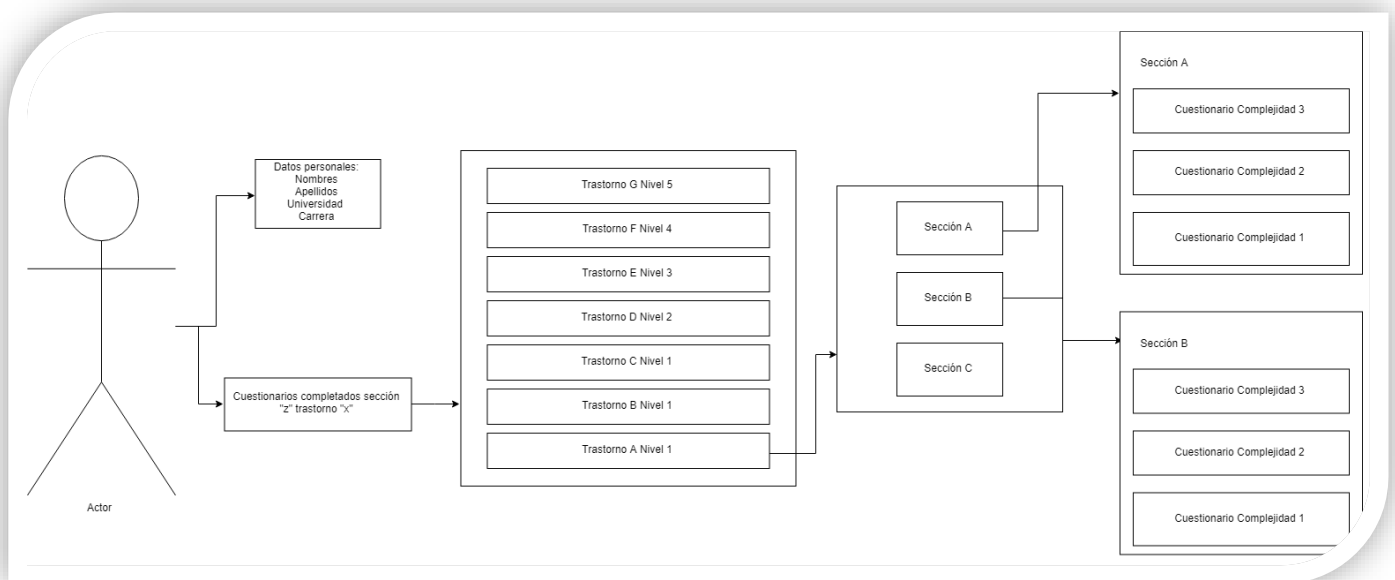 Actor
Datos personales:
Nombres
Apellidos
Universidad
Carrera
Cuestionarios completados sección
"z" trastorno "x"
Trastorno G Nivel 5
Trastorno F Nivel 4
Trastorno E Nivel 3
Trastorno D Nivel 2
Trastorno C Nivel 1
Trastorno B Nivel 1
Trastorno A Nivel 1
Sección A
Sección B
Sección C
Sección A
Cuestionario Complejidad 3
Cuestionario Complejidad 2
Cuestionario Complejidad 1
Sección B
Cuestionario Complejidad 3
Cuestionario Complejidad 2
Cuestionario Complejidad 1